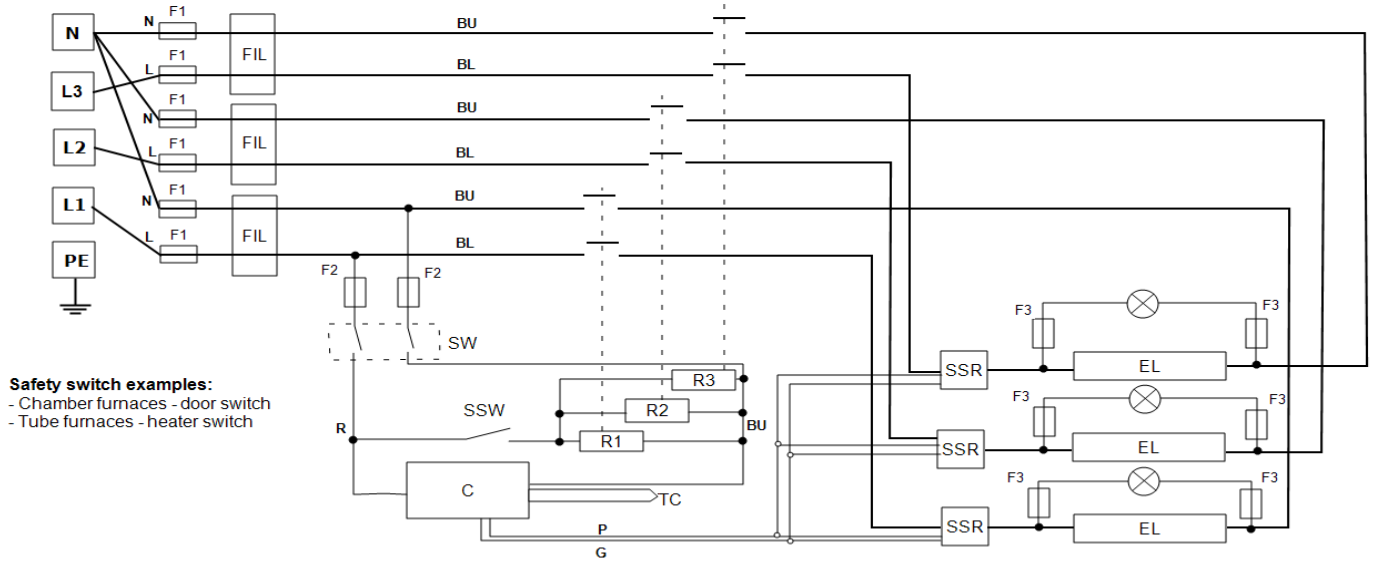 N
N
F1
FIL
BU
L3
L
F1
BL
F1
N
FIL
BU
L2
L
F1
BL
L1
N
F1
FIL
BU
L
F1
BL
PE
F2
F2
SW
F3
F3
SSR
EL
R3
Safety switch examples:
- Chamber furnaces - door switch
- Tube furnaces - heater switch
R
SSW
R2
R1
BU
F3
F3
SSR
EL
C
TC
F3
F3
P
G
SSR
EL